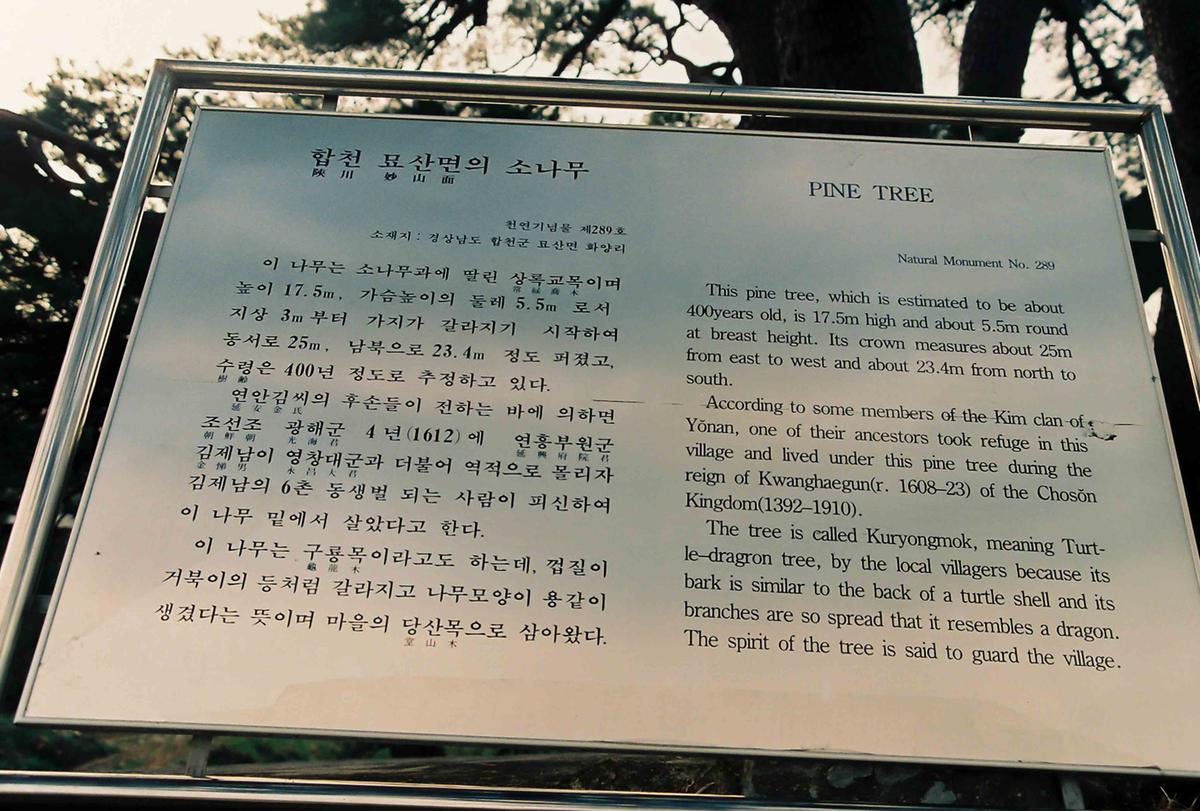 합천 묘산면의 소나무
陜川 妙山面
천연기념물 제289호
소재지 : 경상남도 합천군 묘산면 화양리
이 나무는 소나무과에 딸린 상록교목이며
常綠喬木
높이 17.5m, 가슴높이의 둘레 5.5m 로서
지상 3m부터 가지가 갈라지기 시작하여
동서로 25m, 남북으로 23.4m 정도 퍼졌고,
수령은 400년 정도로 추정하고 있다.
樹齡
연안김씨의 후손들이 전하는 바에 의하면
延安金氏
조선조 광해군 4년(1612)에 연흥부원군
朝鮮朝 光海君 延興府院君
김제남이 영창대군과 더불어 역적으로 몰리자
金悌男 永昌大君
김제남의 6촌 동생벌 되는 사람이 피신하여
이 나무 밑에서 살았다고 한다.
이 나무는 구룡목이라고도 하는데, 껍질이
龜龍木
거북이의 등처럼 갈라지고 나무모양이 용같이
생겼다는 뜻이며 마을의 당산목으로 삼아왔다.
堂山木
PINE TREE
Natural Monument No. 289
This pine tree, which is estimated to be about
400years old, is 17.5m high and about 5.5m round
at breast height. Its crown measures about 25m
from east to west and about 23.4m from north to
south.
According to some members of the Kim clan of
Yŏnan, one of their ancestors took refuge in this
village and lived under this pine tree during the
reign of Kwanghaegun(r. 1608–23) of the Chosŏn
Kingdom(1392–1910).
The tree is called Kuryongmok, meaning Turt-
le–dragron tree, by the local villagers because its
bark is similar to the back of a turtle shell and its
branches are so spread that it resembles a dragon.
The spirit of the tree is said to guard the village.